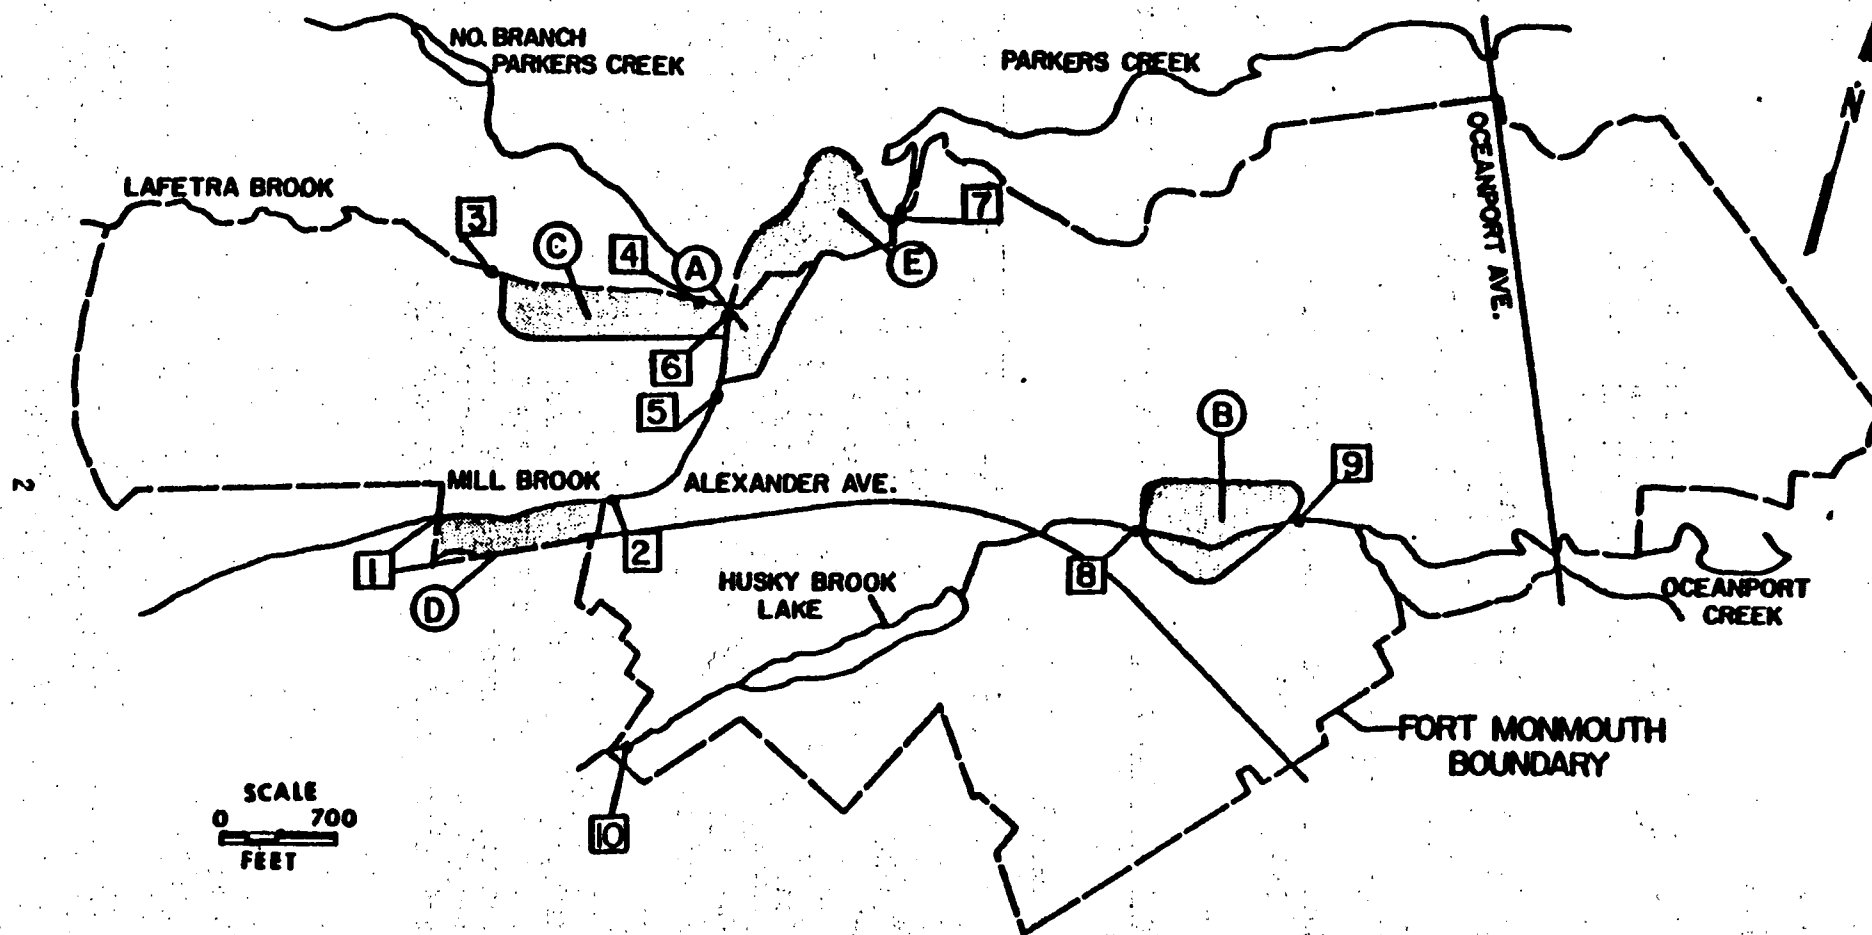 NO. BRANCH
PARKERS CREEK
PARKERS CREEK
N
OCEANPORT AVE.
LAFETRA BROOK
3
C
4
A
7
E
6
5
B
9
2
MILL BROOK
ALEXANDER AVE.
1
2
D
8
HUSKY BROOK
LAKE
OCEANPORT
CREEK
FORT MONMOUTH
BOUNDARY
SCALE
0 700
FEET
10